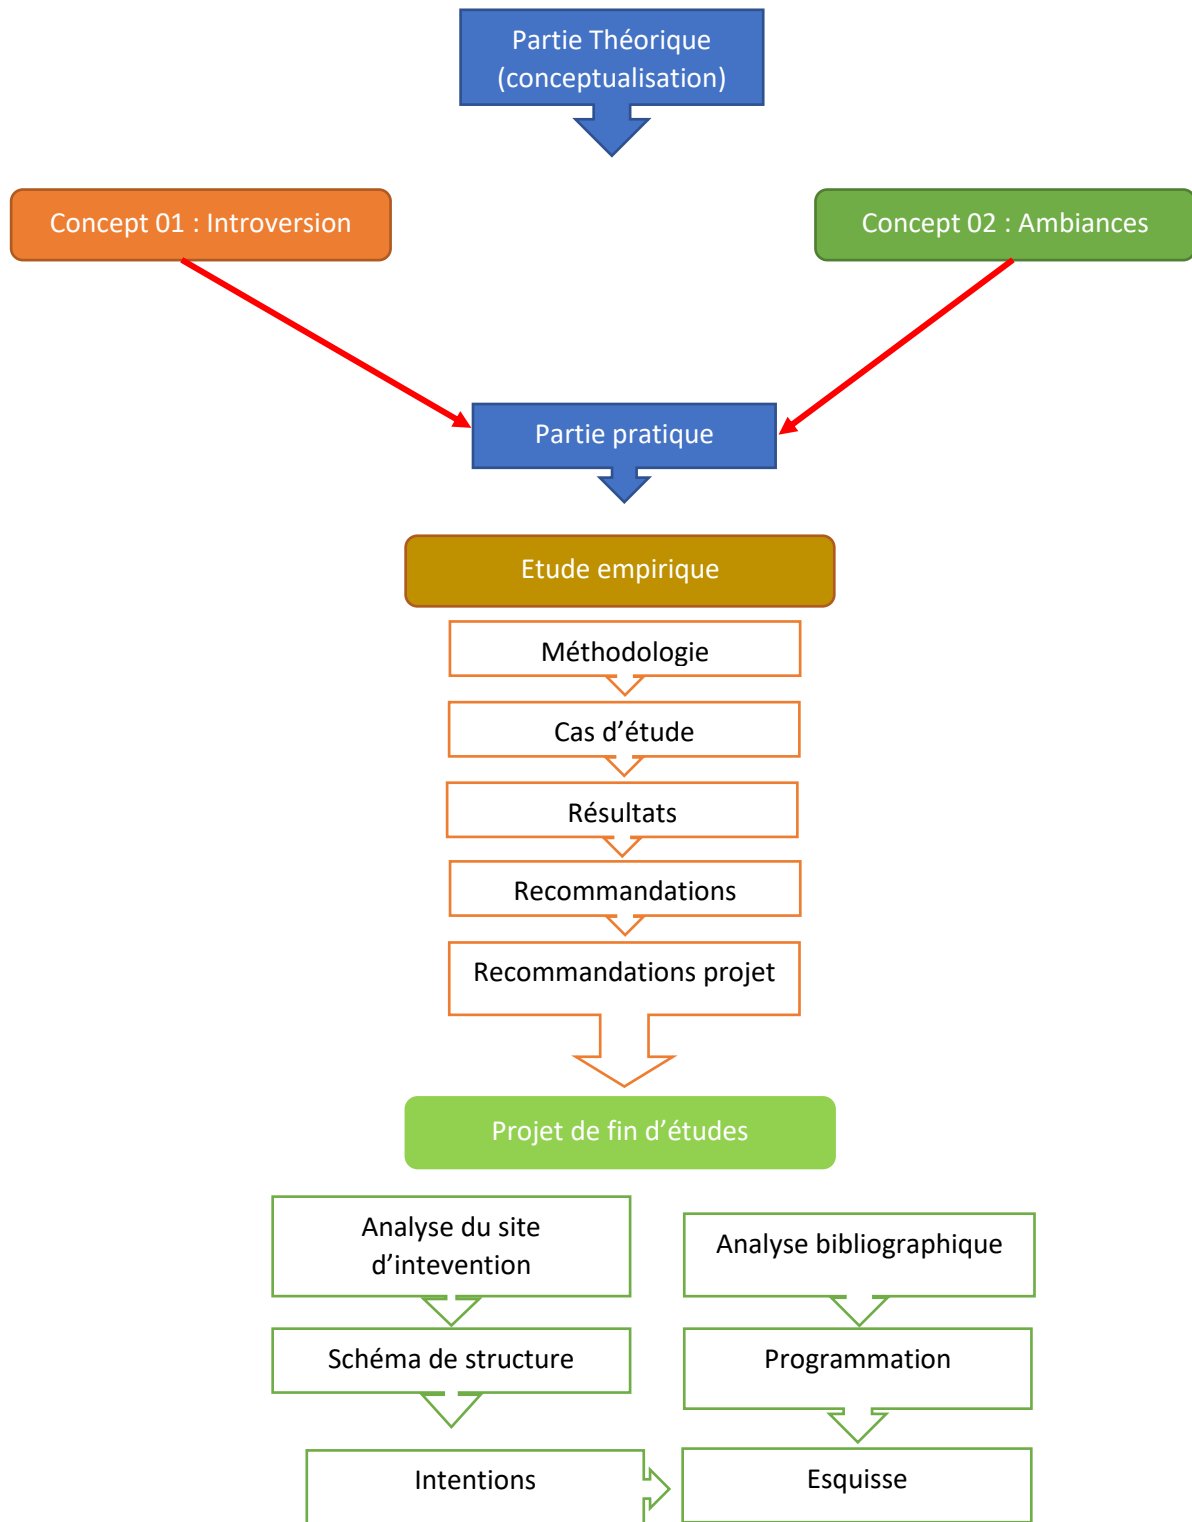 Partie Théorique
(conceptualisation)
Concept 01 : Introversion
Concept 02 : Ambiances
Partie pratique
Etude empirique
Méthodologie
Cas d’étude
Résultats
Recommandations
Recommandations projet
Projet de fin d’études
Analyse du site
d’intevention
Analyse bibliographique
Schéma de structure
Programmation
Intentions
Esquisse